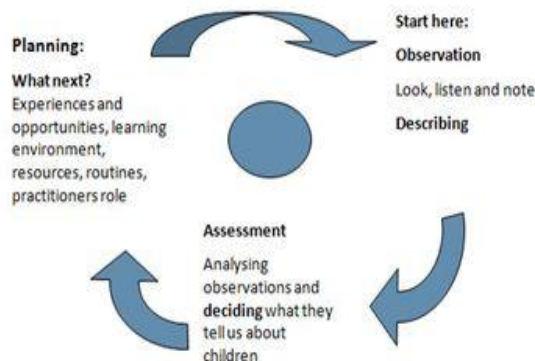 Planning:
What next?
Experiences and
opportunities, learning
environment,
resources, routines,
practitioners role
Start here:
Observation
Look, listen and note
Describing
Assessment
Analysing
observations and
deciding what they
tell us about
children